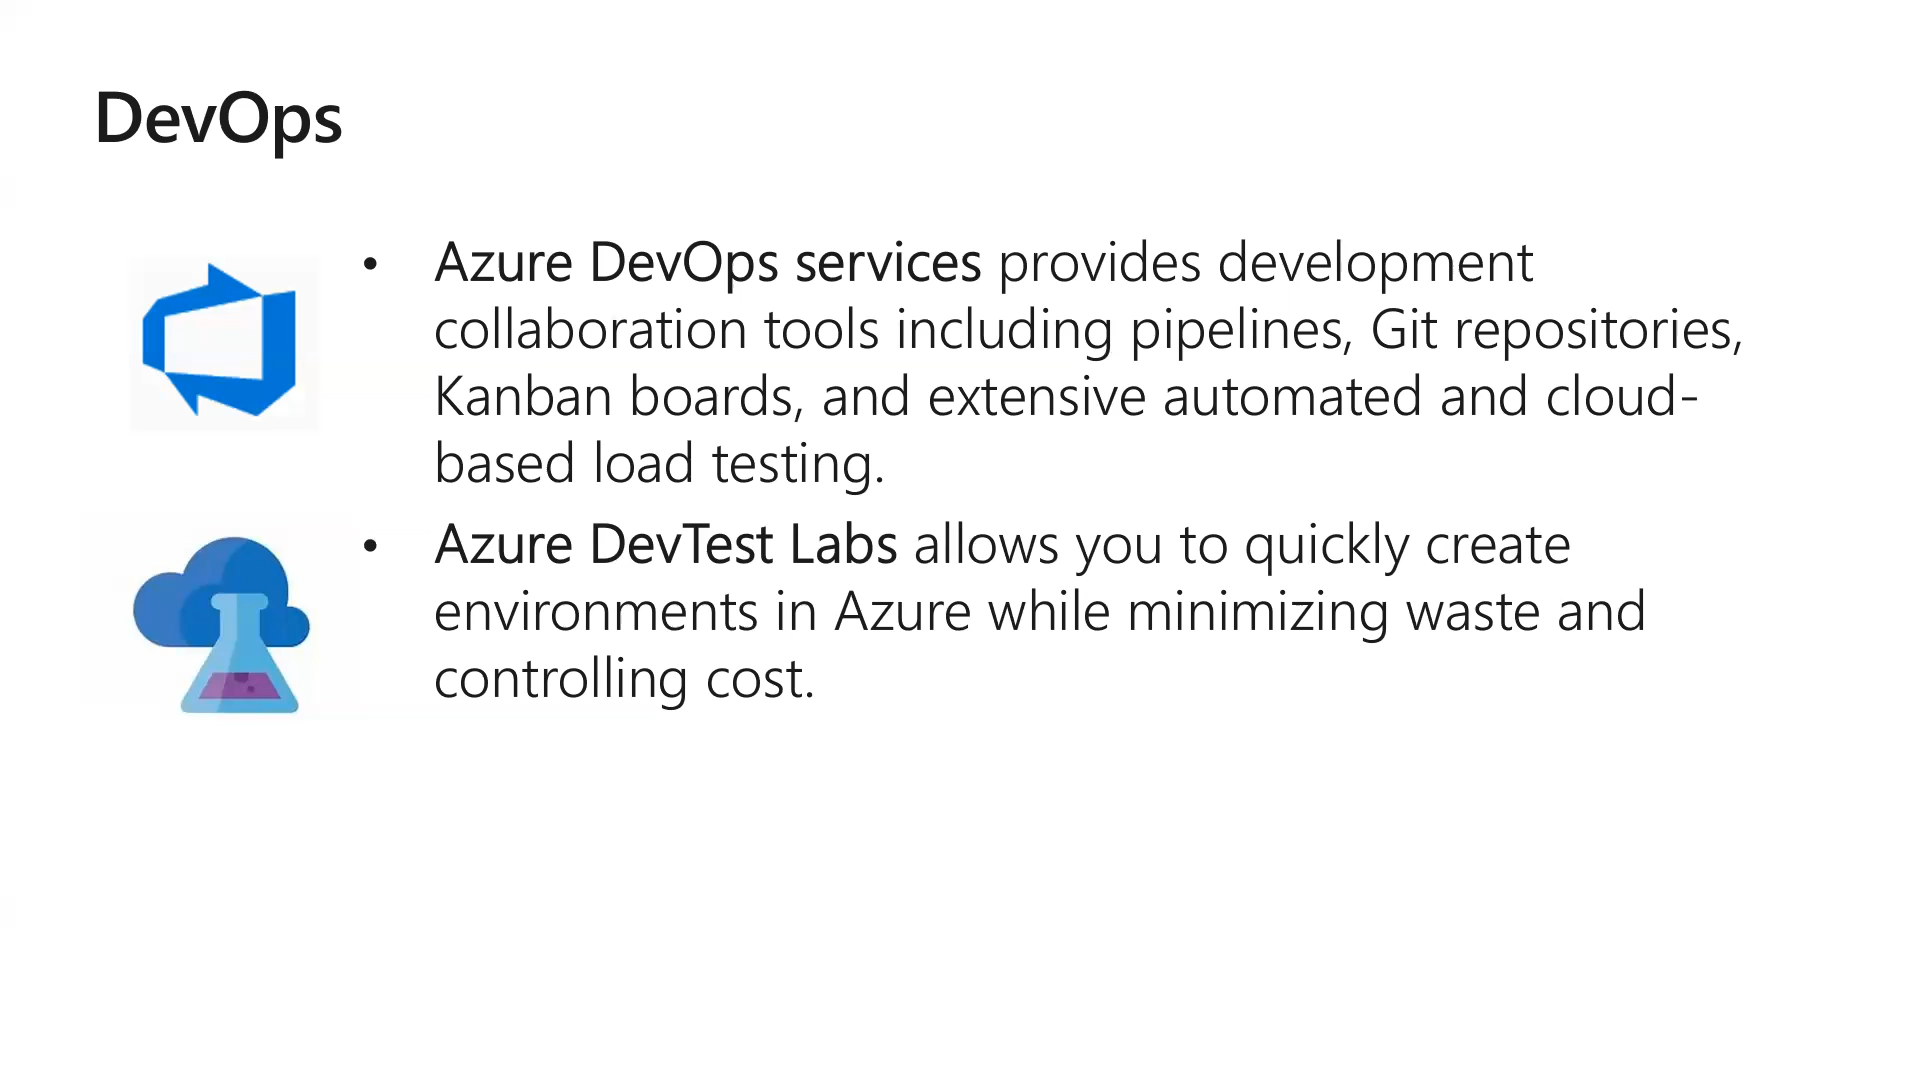 DevOps
• Azure DevOps services provides development
collaboration tools including pipelines, Git repositories,
Kanban boards, and extensive automated and cloud-
based load testing.
• Azure DevTest Labs allows you to quickly create
environments in Azure while minimizing waste and
controlling cost.